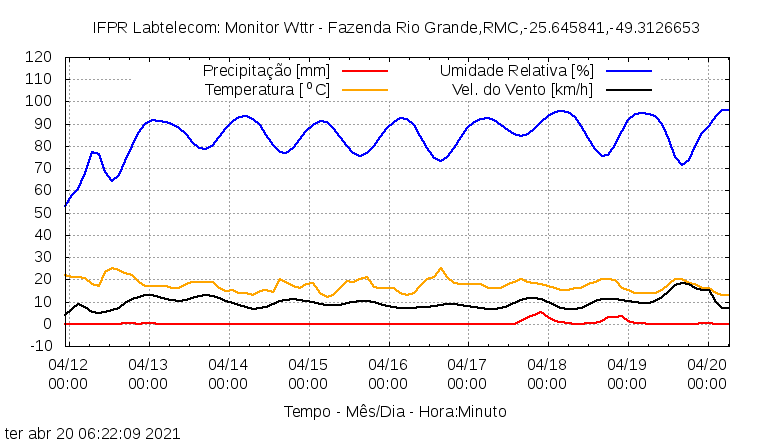 IFPR Labtelecom: Monitor Wttr - Fazenda Rio Grande,RMC,-25.645841,-49.3126653
120
110
100
90
80
70
60
50
40
30
20
10
0
-10
Precipitação [mm]
Temperatura [⁰C]
Umidade Relativa [%]
Vel. do Vento [km/h]
04/12 04/13 04/14 04/15 04/16 04/17 04/18 04/19 04/20
00:00 00:00 00:00 00:00 00:00 00:00 00:00 00:00 00:00
Tempo - Mês/Dia - Hora:Minuto
ter abr 20 06:22:09 2021